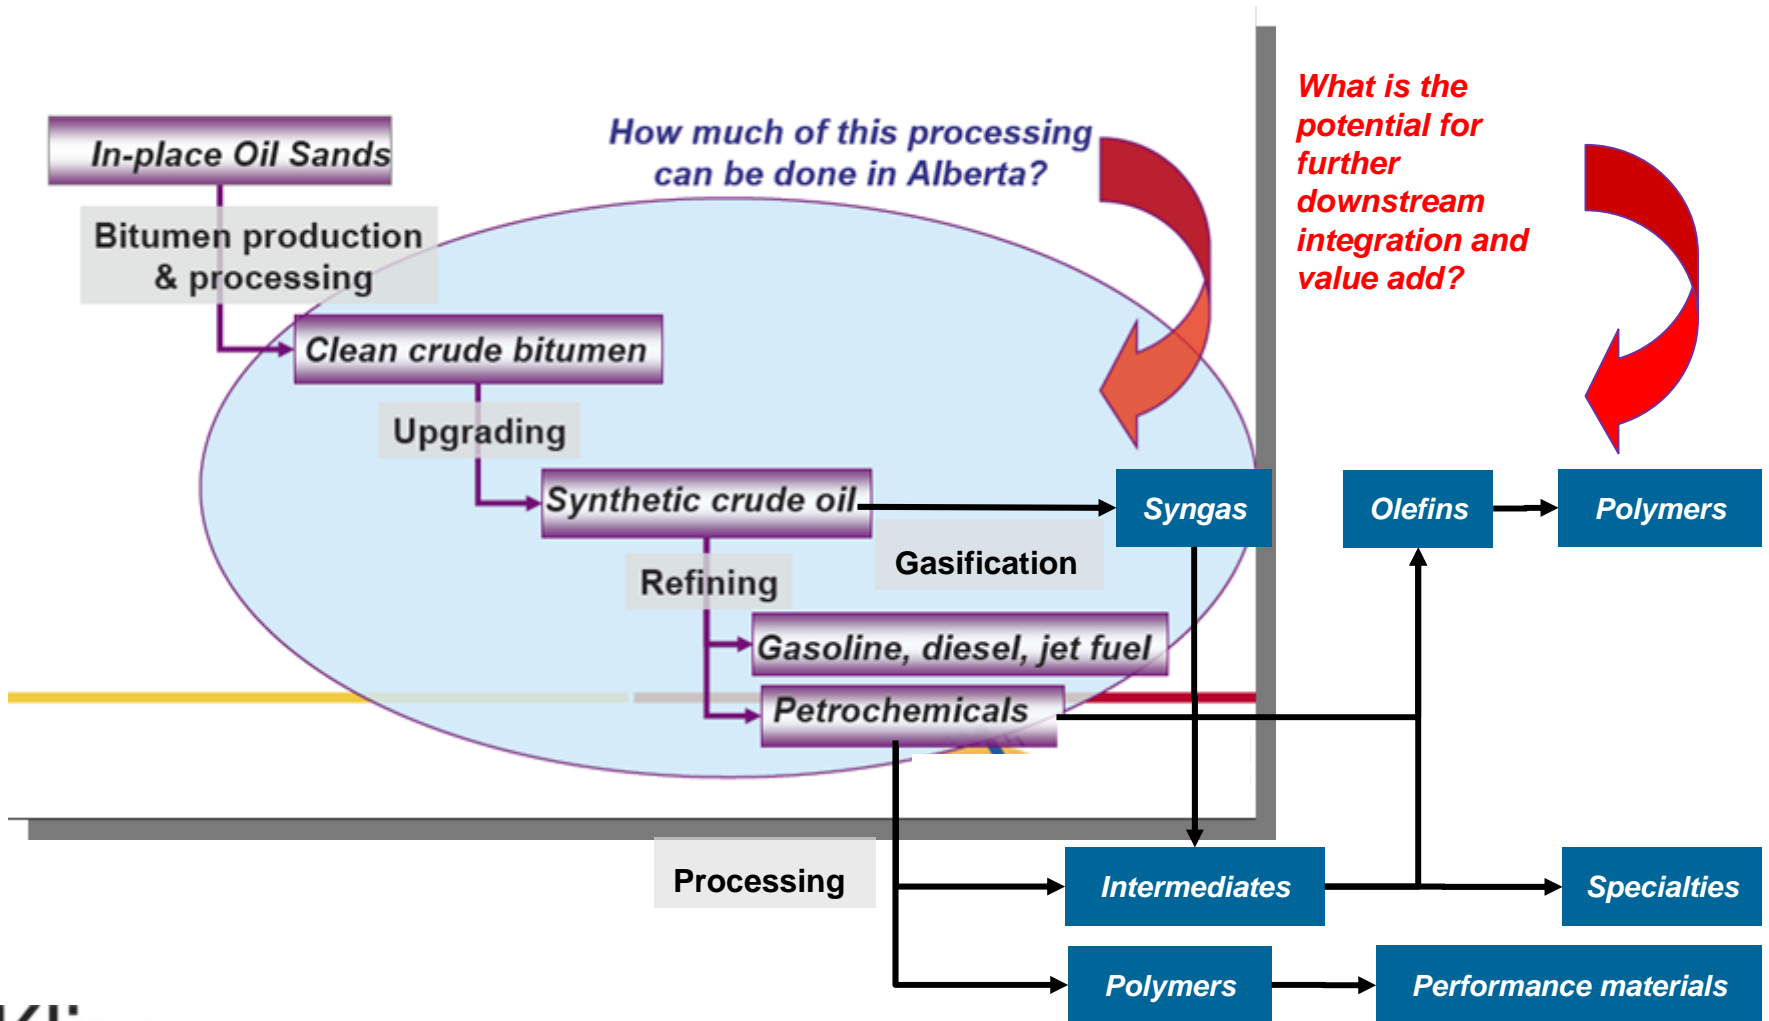 In-place Oil Sands
Bitumen production
& processing
How much of this processing
can be done in Alberta?
What is the
potential for
further
downstream
integration and
value add?
Clean crude bitumen
Upgrading
Synthetic crude oil
Syngas
Olefins
Polymers
Gasification
Refining
Gasoline, diesel, jet fuel
Petrochemicals
Processing
Intermediates
Specialties
Polymers
Performance materials